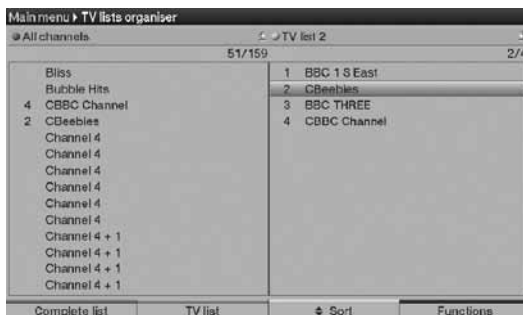 Main menu ▸ TV lists organiser
All channels
TV list 2
51/159
2/4
Bliss
Bubble Hits
4 CBBC Channel
2 CBeebies
Channel 4
Channel 4
Channel 4
Channel 4
Channel 4
Channel 4 + 1
Channel 4 + 1
Channel 4 + 1
Channel 4 + 1
1 BBC 1 S East
2 CBeebies
3 BBC THREE
4 CBBC Channel
Complete list
TV list
Sort
Functions